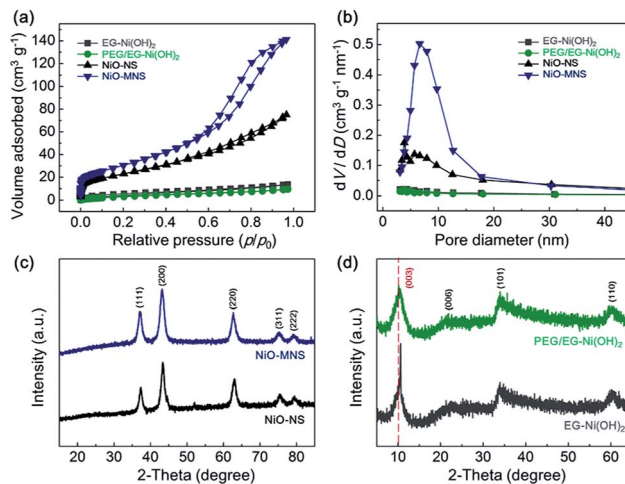 (a)
EG-Ni(OH)₂
PEG/EG-Ni(OH)₂
NiO-NS
NiO-MNS
140
120
100
80
60
40
20
0
0.0 0.2 0.4 0.6 0.8 1.0
Volume adsorbed (cm³ g⁻¹)
Relative pressure (p/p₀)
(b)
EG-Ni(OH)₂
PEG/EG-Ni(OH)₂
NiO-NS
NiO-MNS
0.6
0.5
0.4
0.3
0.2
0.1
0.0
0 10 20 30 40
dV/dD (cm³ g⁻¹ nm⁻¹)
Pore diameter (nm)
(c)
(111)
(200)
(220)
(311)
(222)
NiO-MNS
NiO-NS
20 30 40 50 60 70 80
Intensity (a.u.)
2-Theta (degree)
(d)
(003)
(006)
(101)
(110)
PEG/EG-Ni(OH)₂
EG-Ni(OH)₂
10 20 30 40 50 60
Intensity (a.u.)
2-Theta (degree)